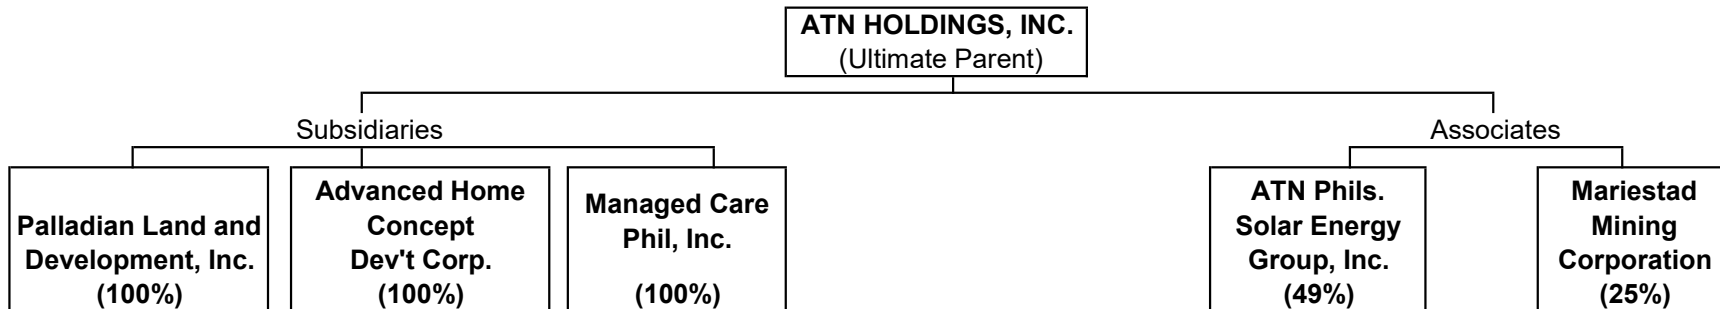 ATN HOLDINGS, INC.
(Ultimate Parent)
Subsidiaries
Associates
Palladian Land and
Development, Inc.
(100%)
Advanced Home
Concept
Dev't Corp.
(100%)
Managed Care
Phil, Inc.
(100%)
ATN Phils.
Solar Energy
Group, Inc.
(49%)
Mariestad
Mining
Corporation
(25%)